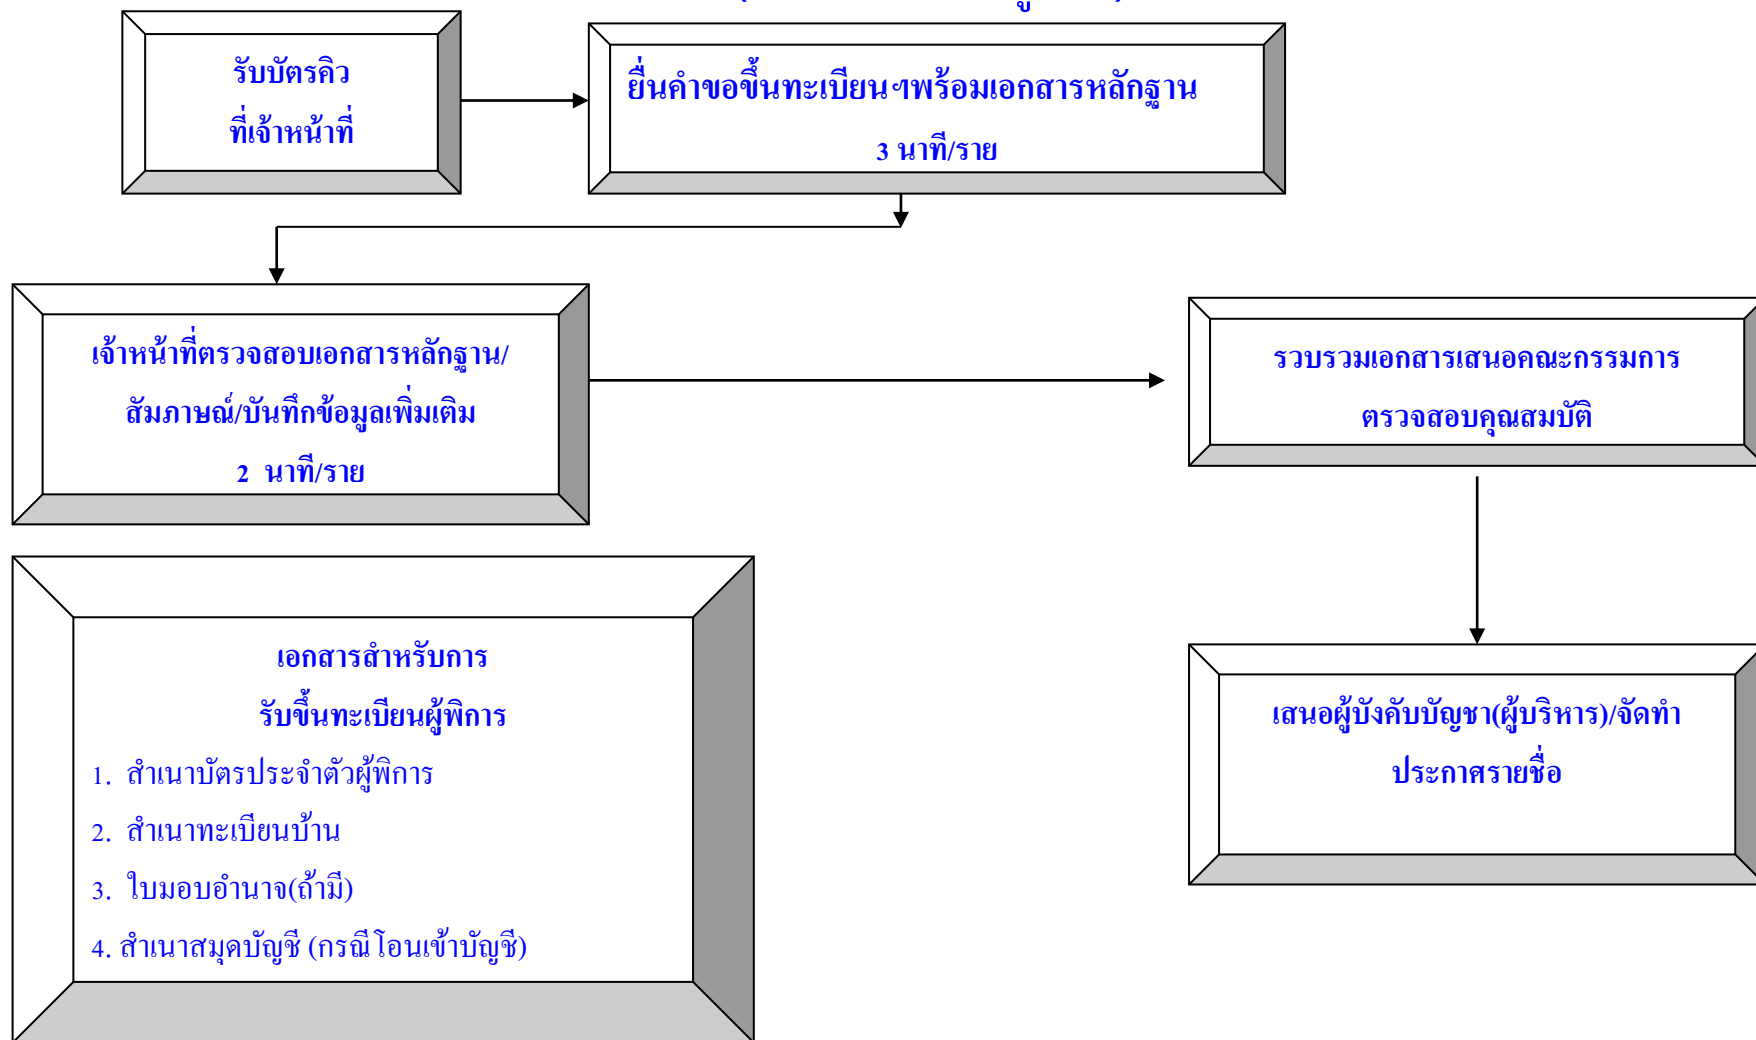 รับบัตรคิว
ที่เจ้าหน้าที่
ยื่นคำขอขึ้นทะเบียนฯพร้อมเอกสารหลักฐาน
3 นาที/ราย
เจ้าหน้าที่ตรวจสอบเอกสารหลักฐาน/
สัมภาษณ์/บันทึกข้อมูลเพิ่มเติม
2 นาที/ราย
รวบรวมเอกสารเสนอคณะกรรมการ
ตรวจสอบคุณสมบัติ
เสนอผู้บังคับบัญชา(ผู้บริหาร)/จัดทำ
ประกาศรายชื่อ
เอกสารสำหรับการ
รับขึ้นทะเบียนผู้พิการ
1. สำเนาบัตรประจำตัวผู้พิการ
2. สำเนาทะเบียนบ้าน
3. ใบมอบอำนาจ(ถ้ามี)
4. สำเนาสมุดบัญชี (กรณีโอนเข้าบัญชี)